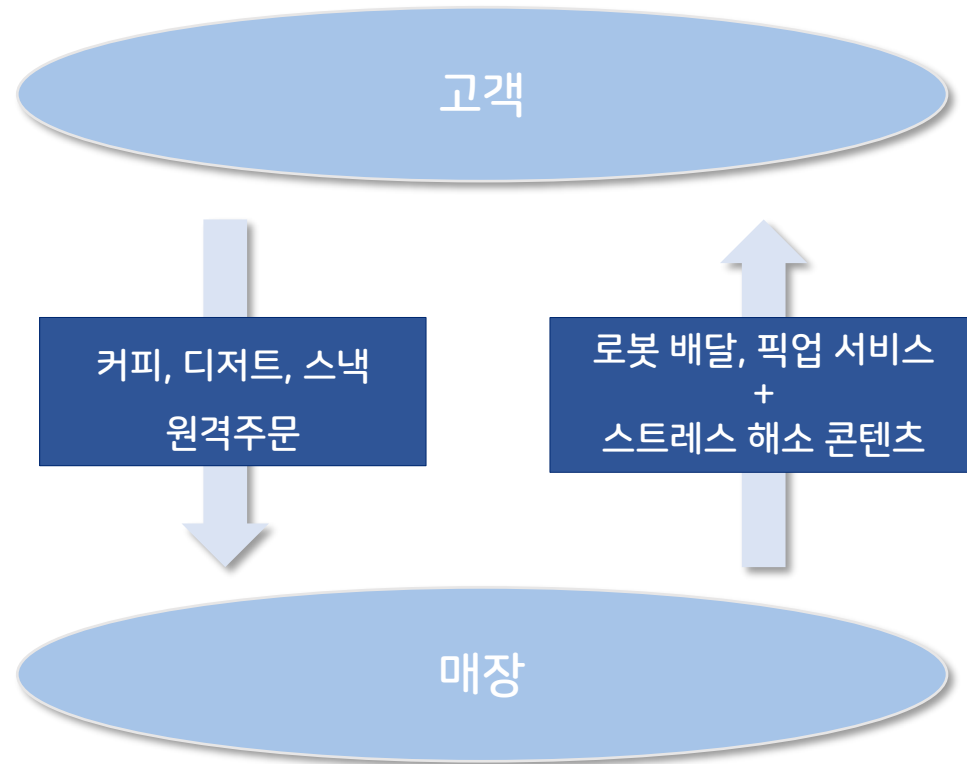 고객
커피, 디저트, 스낵
원격주문
로봇 배달, 픽업 서비스
+
스트레스 해소 콘텐츠
매장